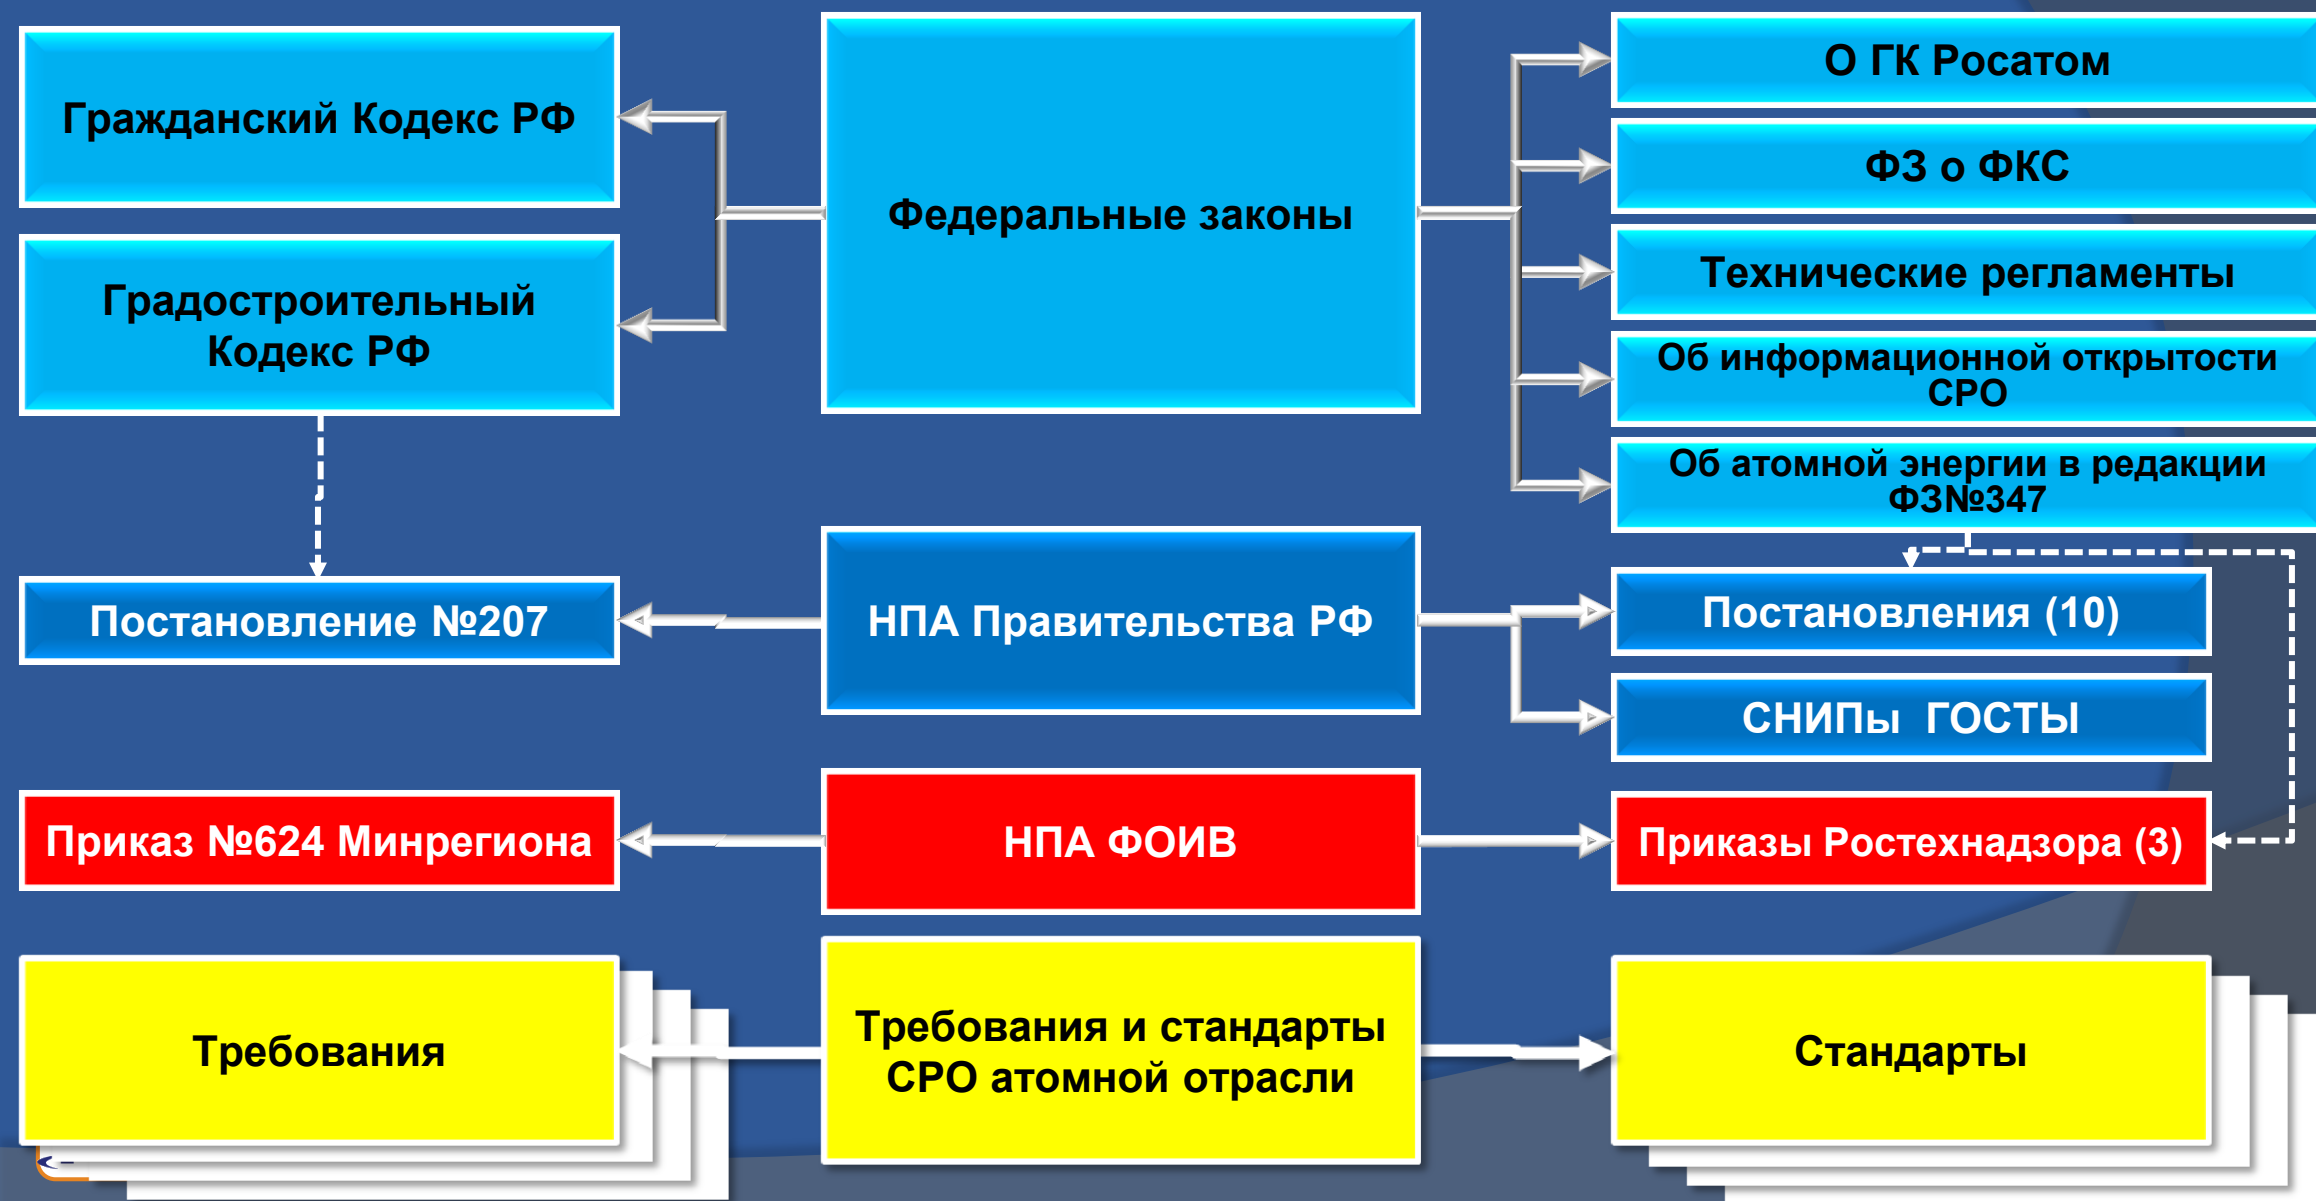 Гражданский Кодекс РФ
Градостроительный
Кодекс РФ
Федеральные законы
О ГК Росатом
ФЗ о ФКС
Технические регламенты
Об информационной открытости
СРО
Об атомной энергии в редакции
ФЗ№347
Постановление №207
НПА Правительства РФ
Постановления (10)
СНИПы ГОСТЫ
Приказ №624 Минрегиона
НПА ФОИВ
Приказы Ростехнадзора (3)
Требования
Требования и стандарты
СРО атомной отрасли
Стандарты